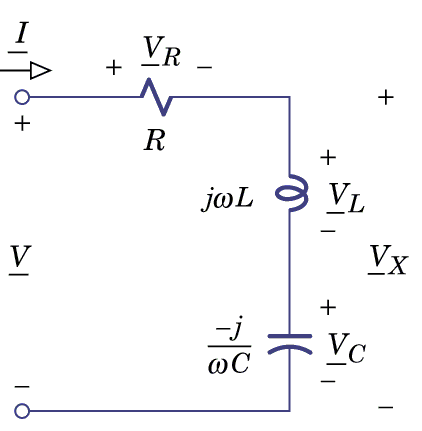 I
+ V_R −
+
+
R
+
jωL
V_L
V
−
V_X
+
−j/ωC
V_C
−
−
−